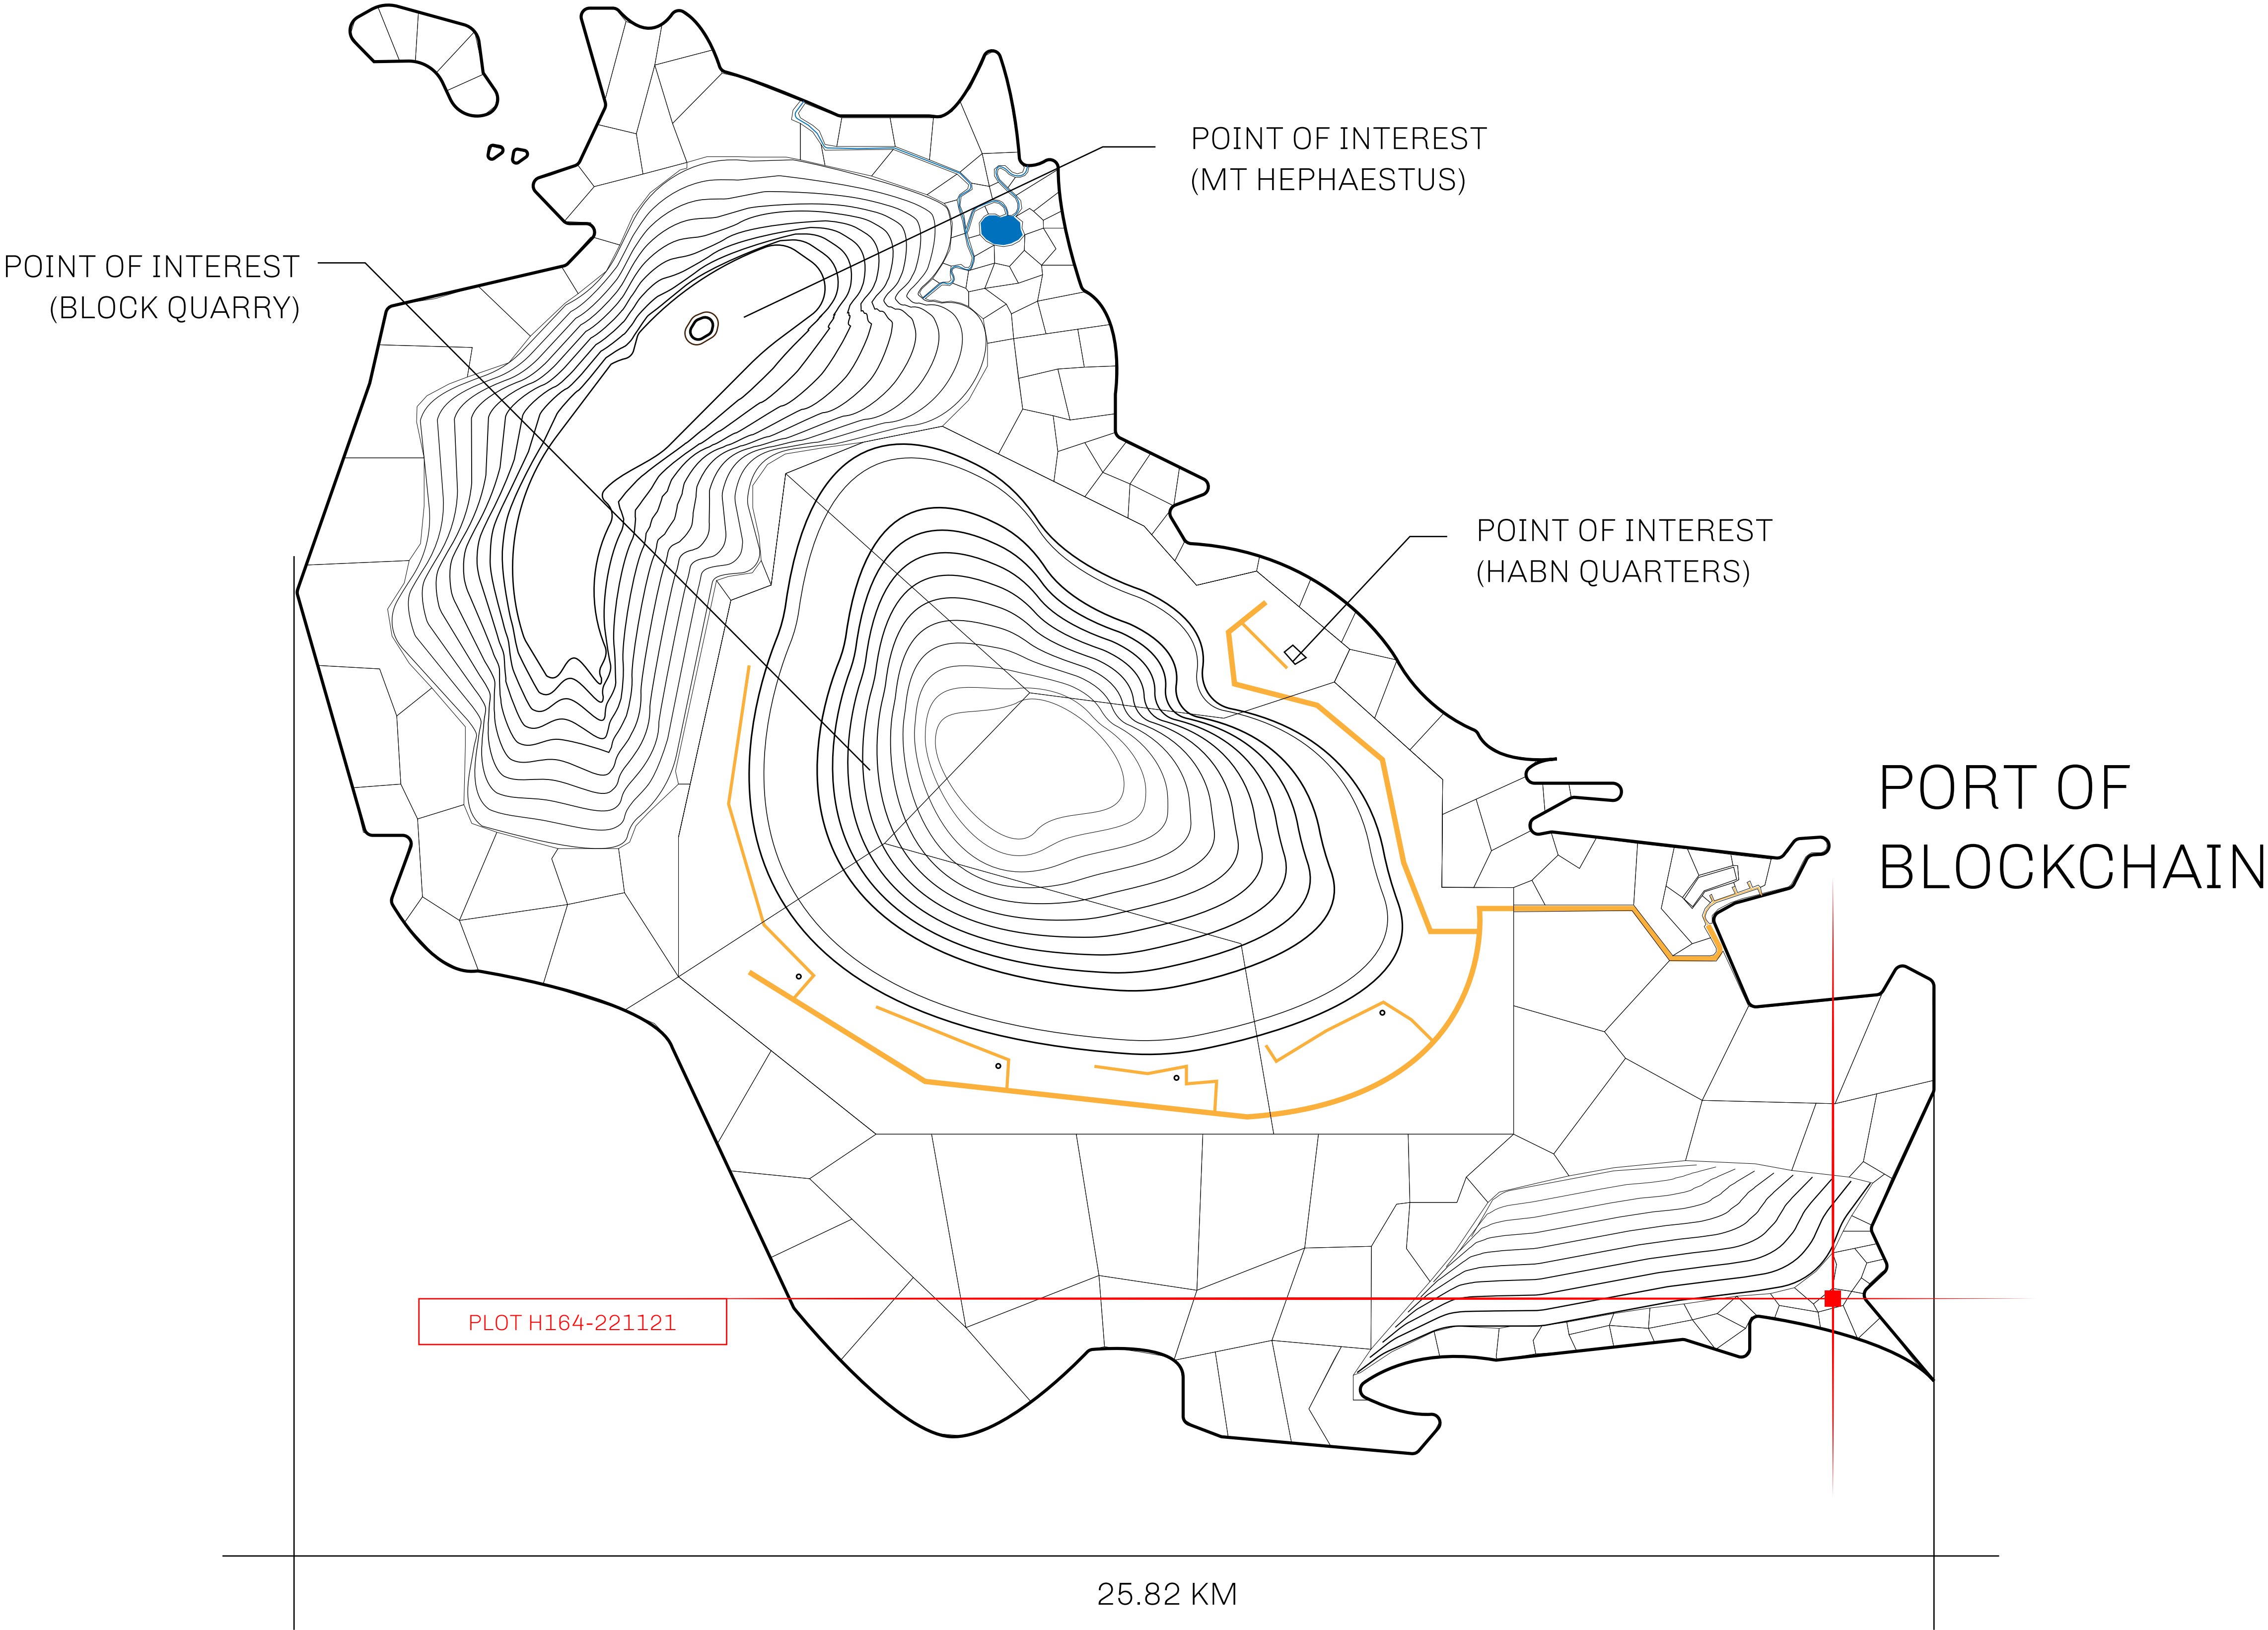 POINT OF INTEREST
(MT HEPHAESTUS)
POINT OF INTEREST
(BLOCK QUARRY)
POINT OF INTEREST
(HABN QUARTERS)
PORT OF
BLOCKCHAIN
PLOT H164-221121
25.82 KM